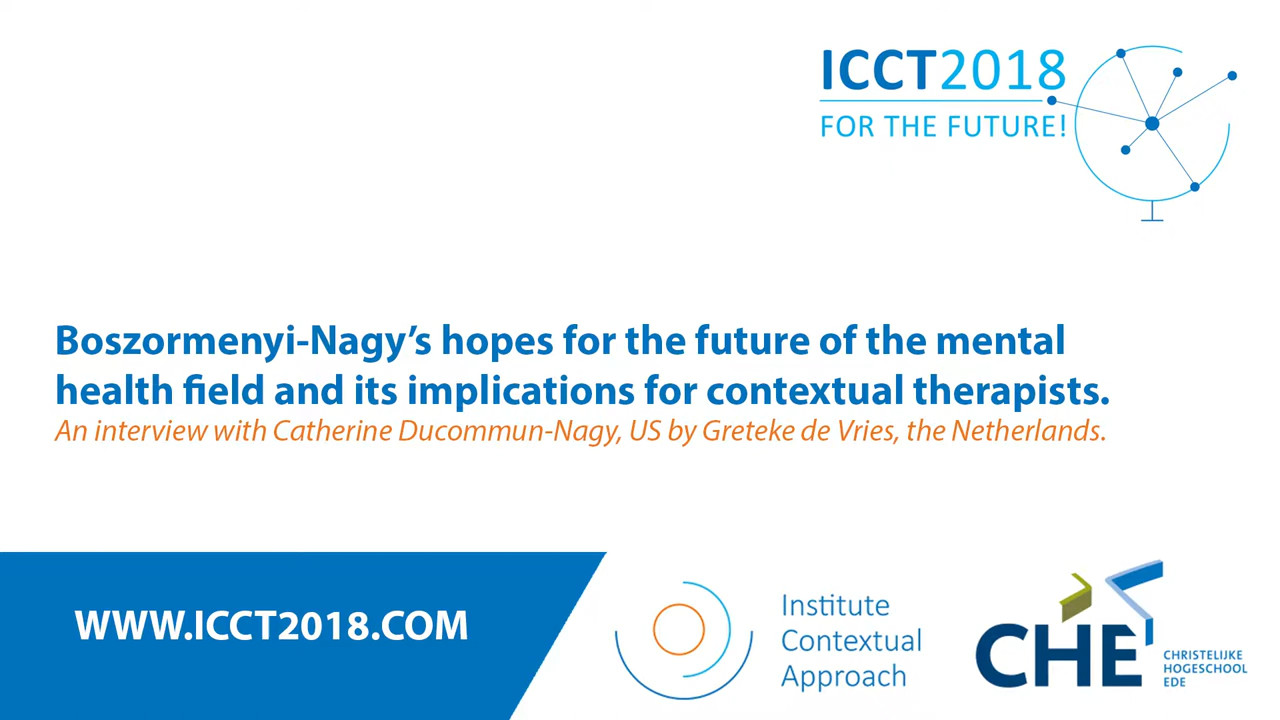 ICCT2018
FOR THE FUTURE!
Boszormenyi-Nagy’s hopes for the future of the mental
health field and its implications for contextual therapists.
An interview with Catherine Ducommun-Nagy, US by Greteke de Vries, the Netherlands.
WWW.ICCT2018.COM
Institute
Contextual
Approach
CHE
CHRISTELIJKE
HOGESCHOOL
EDE